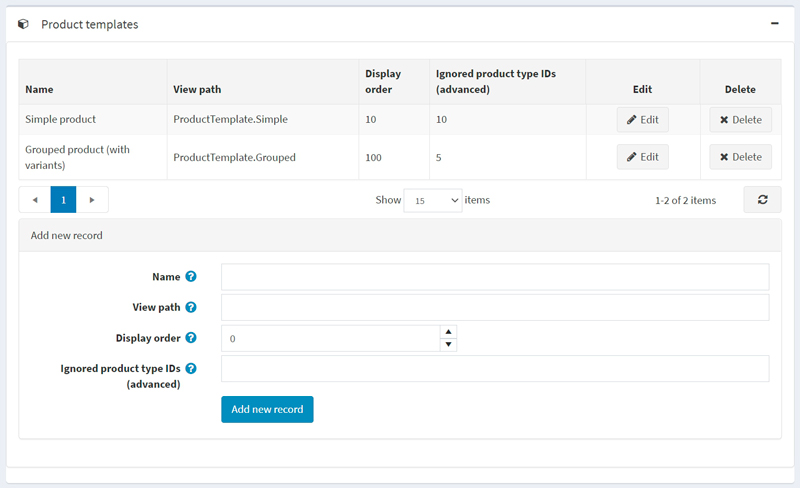 Product templates
Name View path Display order Ignored product type IDs (advanced) Edit Delete
Simple product ProductTemplate.Simple 10 10 Edit Delete
Grouped product (with variants) ProductTemplate.Grouped 100 5 Edit Delete
1 Show 15 items 1-2 of 2 items
Add new record
Name ?
View path ?
Display order ? 0
Ignored product type IDs ?
(advanced)
Add new record